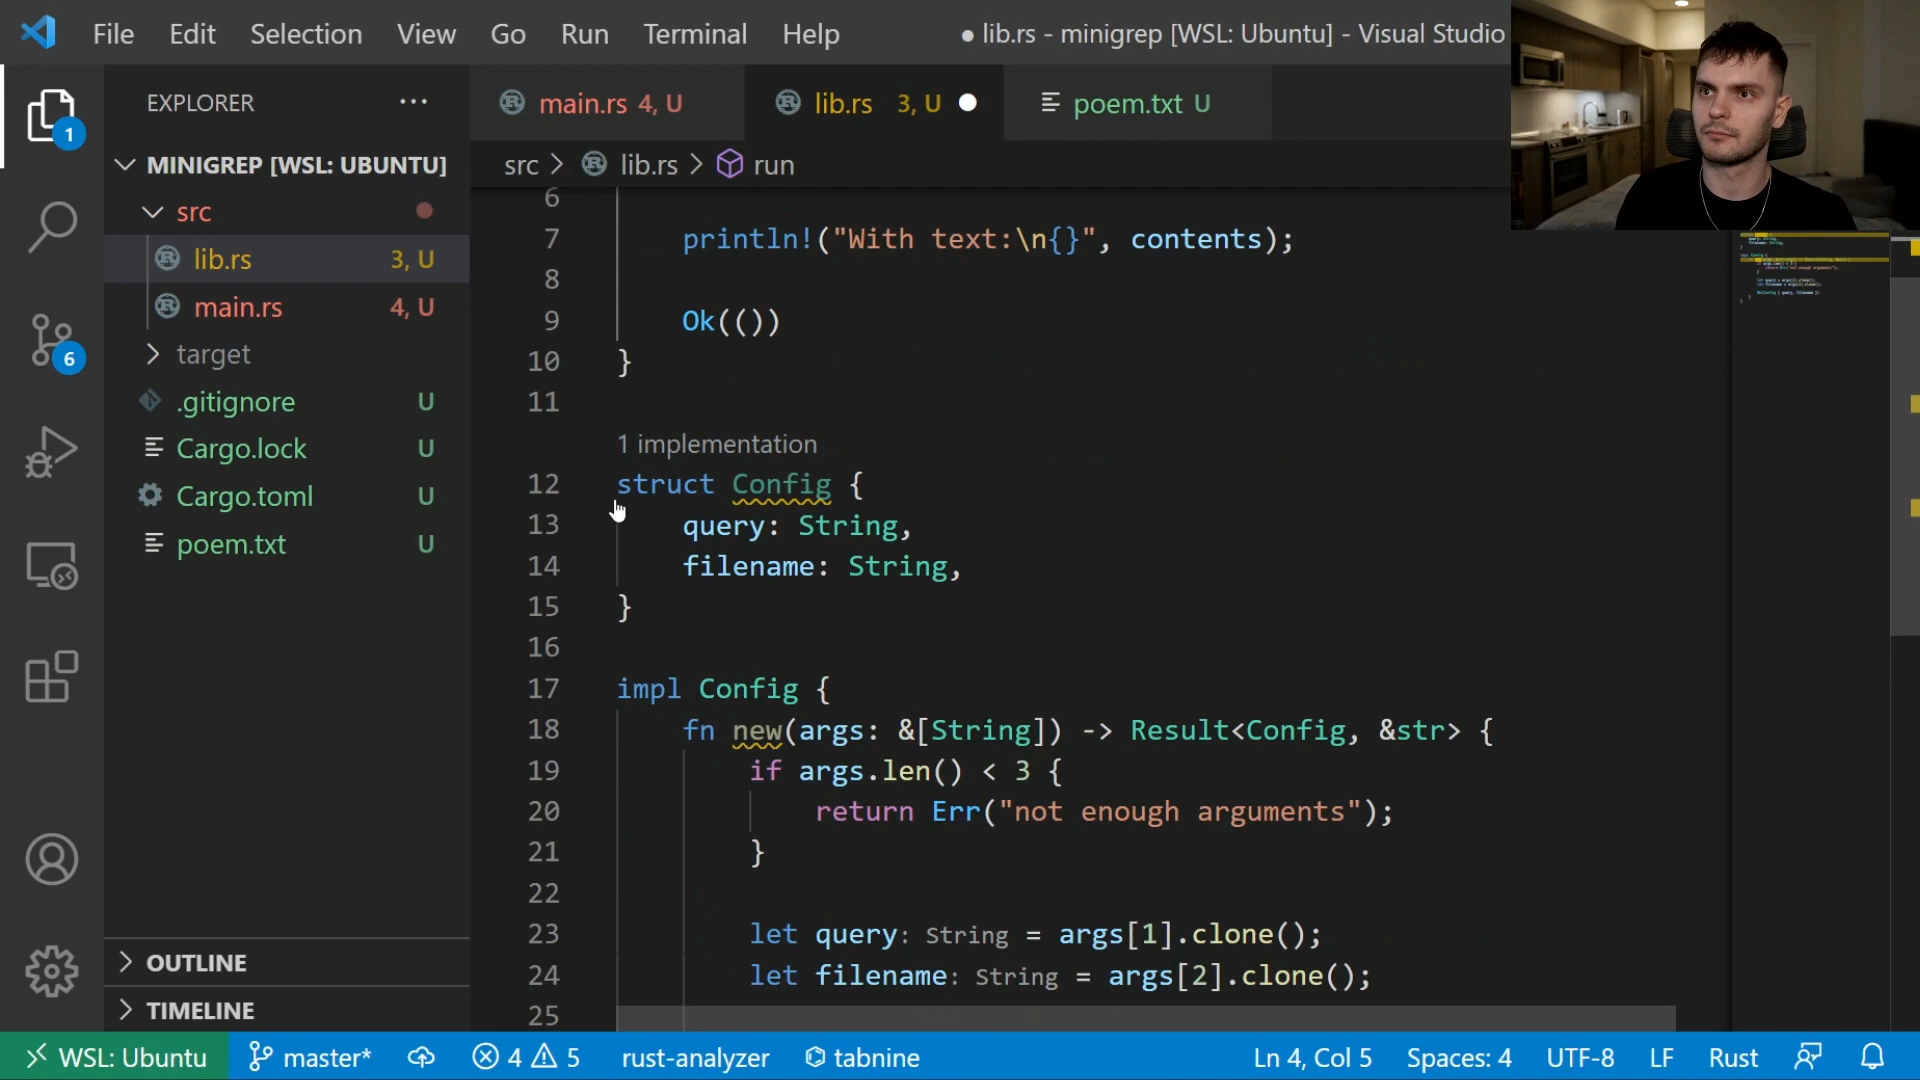 File Edit Selection View Go Run Terminal Help ● lib.rs - minigrep [WSL: Ubuntu] - Visual Studio
EXPLORER ···
main.rs 4, U
lib.rs 3, U
poem.txt U
MINIGREP [WSL: UBUNTU]
src > lib.rs > run
src
lib.rs 3, U
main.rs 4, U
target
.gitignore U
Cargo.lock U
Cargo.toml U
poem.txt U
OUTLINE
TIMELINE
1
6
6
7 println!("With text:\n{}", contents);
8
9 Ok(())
10 }
11
1 implementation
12 struct Config {
13 query: String,
14 filename: String,
15 }
16
17 impl Config {
18 fn new(args: &[String]) -> Result<Config, &str> {
19 if args.len() < 3 {
20 return Err("not enough arguments");
21 }
22
23 let query: String = args[1].clone();
24 let filename: String = args[2].clone();
25
WSL: Ubuntu master* 4 5 rust-analyzer tabnine Ln 4, Col 5 Spaces: 4 UTF-8 LF Rust